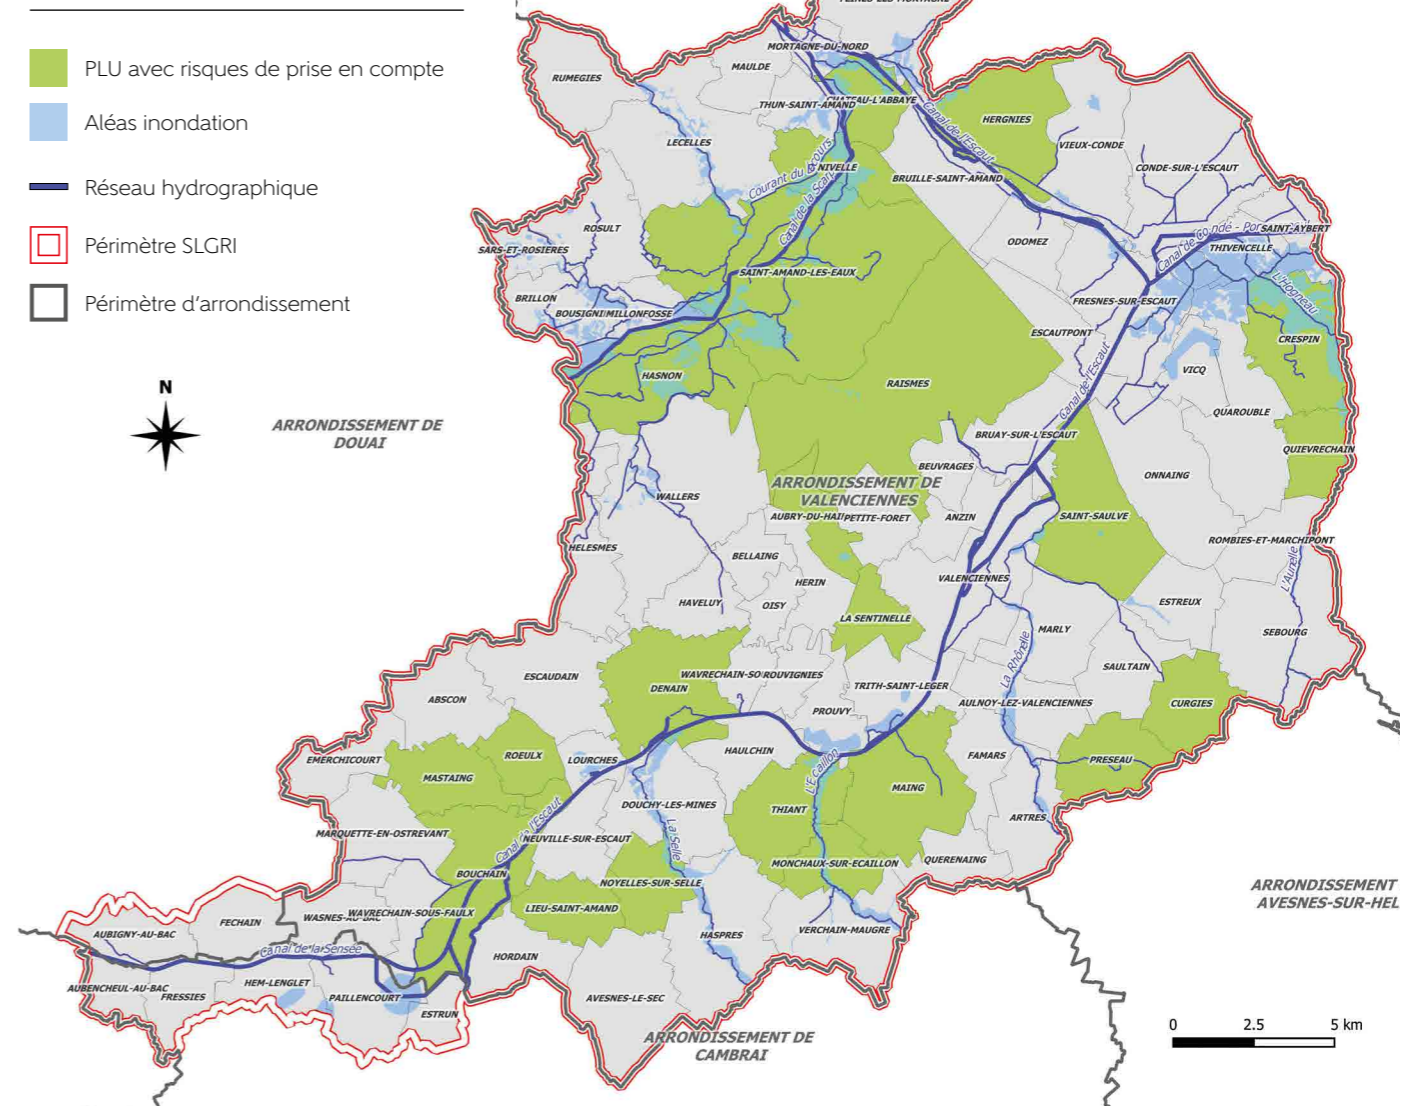 PLU avec risques de prise en compte
Aléas inondation
Réseau hydrographique
Périmètre SLGRI
Périmètre d'arrondissement
N
MORTAGNE-DU-NORD
RUMEGIES
MAULDE
THUN-SAINT-AMAND
CHATEAU-L'ABBAYE
HERGNIES
Canal de l'Escaut
LECELLES
VIEUX-CONDE
CONDE-SUR-L'ESCAUT
NIVELLE
BRUILLE-SAINT-AMAND
Courant du
Canal de la
ROSULT
SARS-ET-ROSIERES
ODOMEZ
SAINT-AYBERT
Canal de Condé -
THIVENCELLE
SAINT-AMAND-LES-EAUX
L'Hogneau
BRILLON
BOUSIGNI
MILLONFOSSE
FRESNES-SUR-ESCAUT
ESCAUTPONT
CRESPIN
VICQ
HASNON
RAISMES
Canal de l'Escaut
QUAROUBLE
ARRONDISSEMENT DE
DOUAI
BRUAY-SUR-L'ESCAUT
QUIEVRECHAIN
BEUVRAGES
ONNAING
ARRONDISSEMENT DE
VALENCIENNES
WALLERS
AUBRY-DU-HAI
PETITE-FORET
ANZIN
SAINT-SAULVE
HELESMES
BELLAING
ROMBIES-ET-MARCHIPONT
L'Aunelle
HERIN
VALENCIENNES
HAVELUY
OISY
LA SENTINELLE
ESTREUX
MARLY
SEBOURG
La Rhônelle
SAULTAIN
ESCAUDAIN
WAVRECHAIN-SO
ROUVIGNIES
DENAIN
TRITH-SAINT-LEGER
ABSCON
AULNOY-LEZ-VALENCIENNES
CURGIES
PROUVY
HAULCHIN
EMERCHICOURT
ROEULX
LOURCHES
FAMARS
PRESEAU
MASTAING
L'Ecaillon
MAING
DOUCHY-LES-MINES
THIANT
ARTRES
MARQUETTE-EN-OSTREVANT
Canal de l'Escaut
NEUVILLE-SUR-ESCAUT
La Selle
MONCHAUX-SUR-ECAILLON
QUERENAING
BOUCHAIN
NOYELLES-SUR-SELLE
ARRONDISSEMENT
AVESNES-SUR-HEL
LIEU-SAINT-AMAND
FECHAIN
WASNES-AU-BAC
WAVRECHAIN-SOUS-FAULX
AUBIGNY-AU-BAC
VERCHAIN-MAUGRE
HASPRES
Canal de la Sensée
HORDAIN
AUBENCHEUL-AU-BAC
FRESSIES
HEM-LENGLET
PAILLENCOURT
AVESNES-LE-SEC
ESTRUN
ARRONDISSEMENT DE
CAMBRAI
0 2.5 5 km